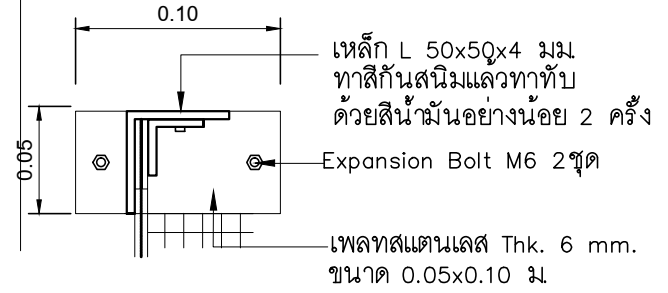 0.10
เหล็ก L 50x50x4 มม.
ทาสีกันสนิมแล้วทาทับ
ด้วยสีน้ำมันอย่างน้อย 2 ครั้ง
0.05
Expansion Bolt M6 2ชุด
เพลทสแตนเลส Thk. 6 mm.
ขนาด 0.05x0.10 ม.